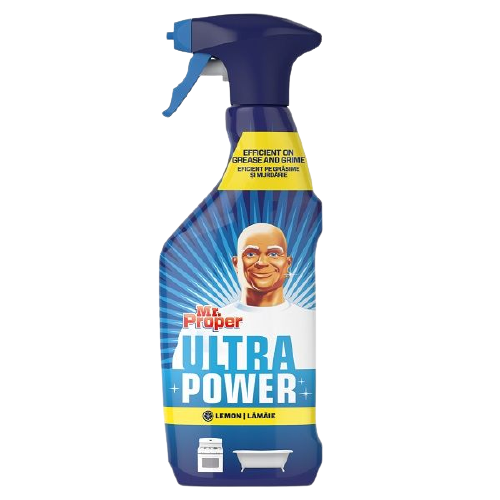 EFFICIENT ON
GREASE AND GRIME
EFICIENT PE GRĂSIME
ȘI MURDĂRIE
Mr.
Proper
ULTRA
POWER
LEMON | LĂMÂIE